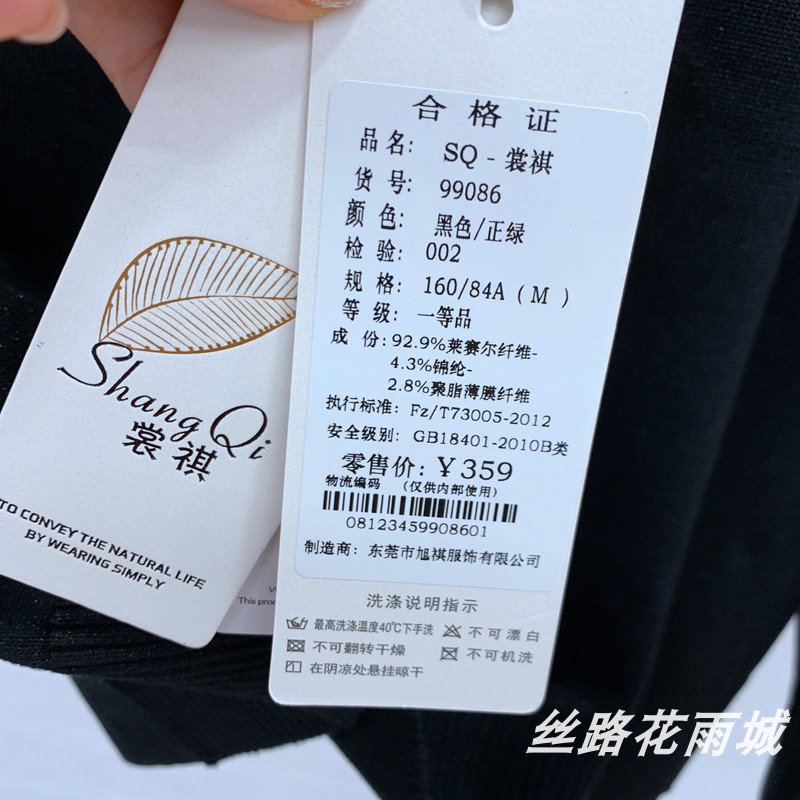 合格证
品名: SQ - 裳祺
货号: 99086
颜色: 黑色/正绿
检验: 002
规格: 160/84A ( M )
等级: 一等品
成份: 92.9%莱赛尔纤维-
4.3%锦纶-
2.8%聚脂薄膜纤维
执行标准: Fz/T73005-2012
安全级别: GB18401-2010B类
零售价: ¥359
物流编码 (仅供内部使用)
08123459908601
制造商: 东莞市旭祺服饰有限公司
洗涤说明指示
最高洗涤温度40℃下手洗 不可漂白
不可翻转干燥 不可机洗
在阴凉处悬挂晾干
Shang Qi
裳祺
TO CONVEY THE NATURAL LIFE
BY WEARING SIMPLY
This proc
丝路花雨城